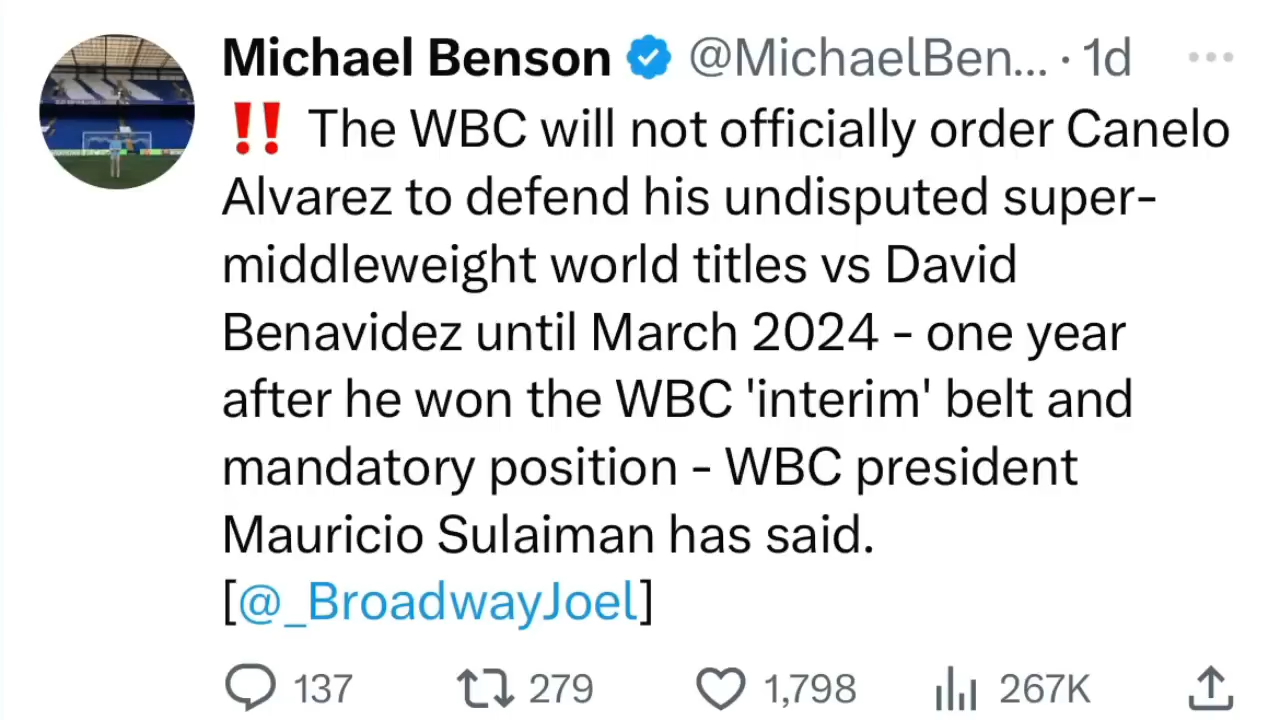 Michael Benson @MichaelBen... · 1d
‼️ The WBC will not officially order Canelo
Alvarez to defend his undisputed super-
middleweight world titles vs David
Benavidez until March 2024 - one year
after he won the WBC 'interim' belt and
mandatory position - WBC president
Mauricio Sulaiman has said.
[@_BroadwayJoel]
137 279 1,798 267K